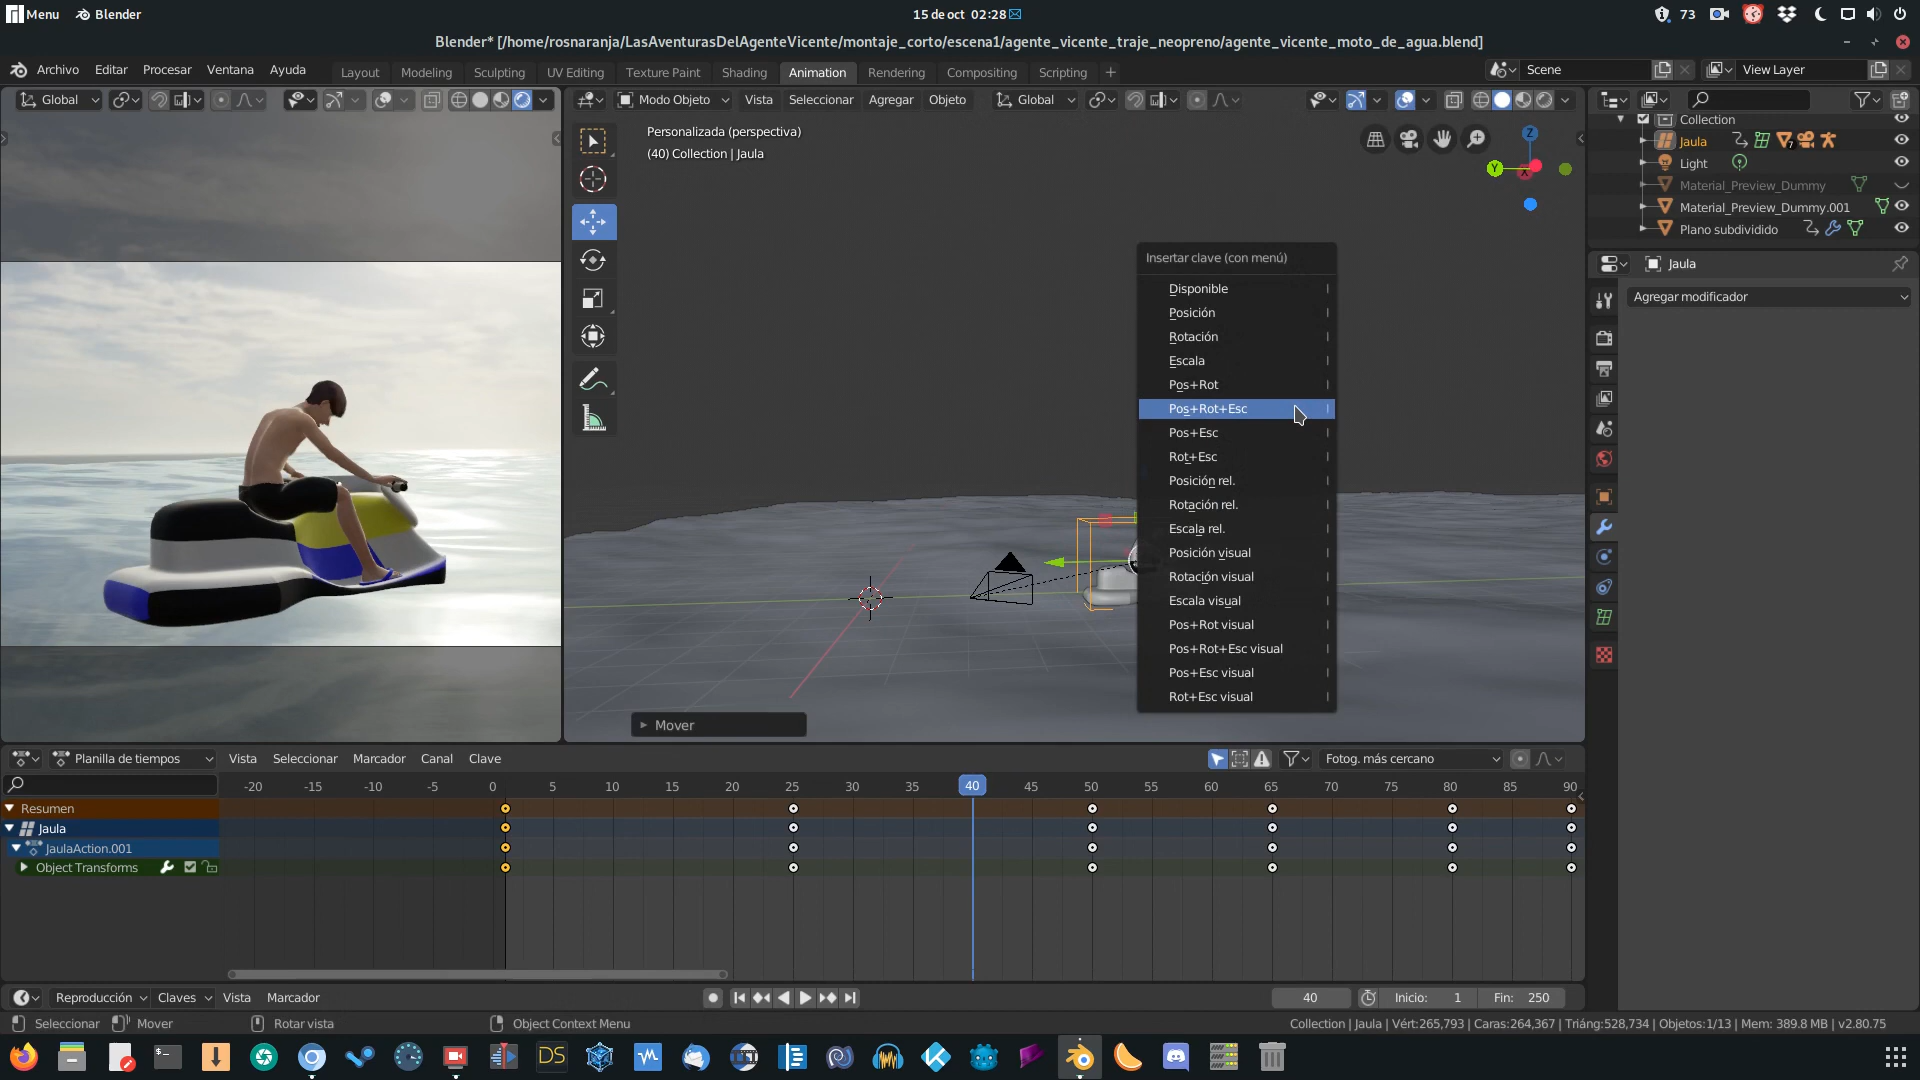 Menu
Blender
15 de oct 02:28
73
Blender* [/home/rosnaranja/LasAventurasDelAgenteVicente/montaje_corto/escena1/agente_vicente_traje_neopreno/agente_vicente_moto_de_agua.blend]
Archivo Editar Procesar Ventana Ayuda
Layout Modeling Sculpting UV Editing Texture Paint Shading Animation Rendering Compositing Scripting +
Scene
View Layer
Global
Modo Objeto Vista Seleccionar Agregar Objeto Global
Personalizada (perspectiva)
(40) Collection | Jaula
Z
Y
X
Collection
Jaula
7
Light
Material_Preview_Dummy
Material_Preview_Dummy.001
Plano subdividido
Jaula
Agregar modificador
Insertar clave (con menú)
Disponible I
Posición I
Rotación I
Escala I
Pos+Rot I
Pos+Rot+Esc I
Pos+Esc I
Rot+Esc I
Posición rel. I
Rotación rel. I
Escala rel. I
Posición visual I
Rotación visual I
Escala visual I
Pos+Rot visual I
Pos+Rot+Esc visual I
Pos+Esc visual I
Rot+Esc visual I
Mover
Planilla de tiempos Vista Seleccionar Marcador Canal Clave
Fotog. más cercano
-20 -15 -10 -5 0 5 10 15 20 25 30 35 40 45 50 55 60 65 70 75 80 85 90
Resumen
Jaula
JaulaAction.001
Object Transforms
Reproducción Claves Vista Marcador
40
Inicio: 1
Fin: 250
Seleccionar Mover Rotar vista Object Context Menu
Collection | Jaula | Vért:265,793 | Caras:264,367 | Triáng:528,734 | Objetos:1/13 | Mem: 389.8 MB | v2.80.75
DS